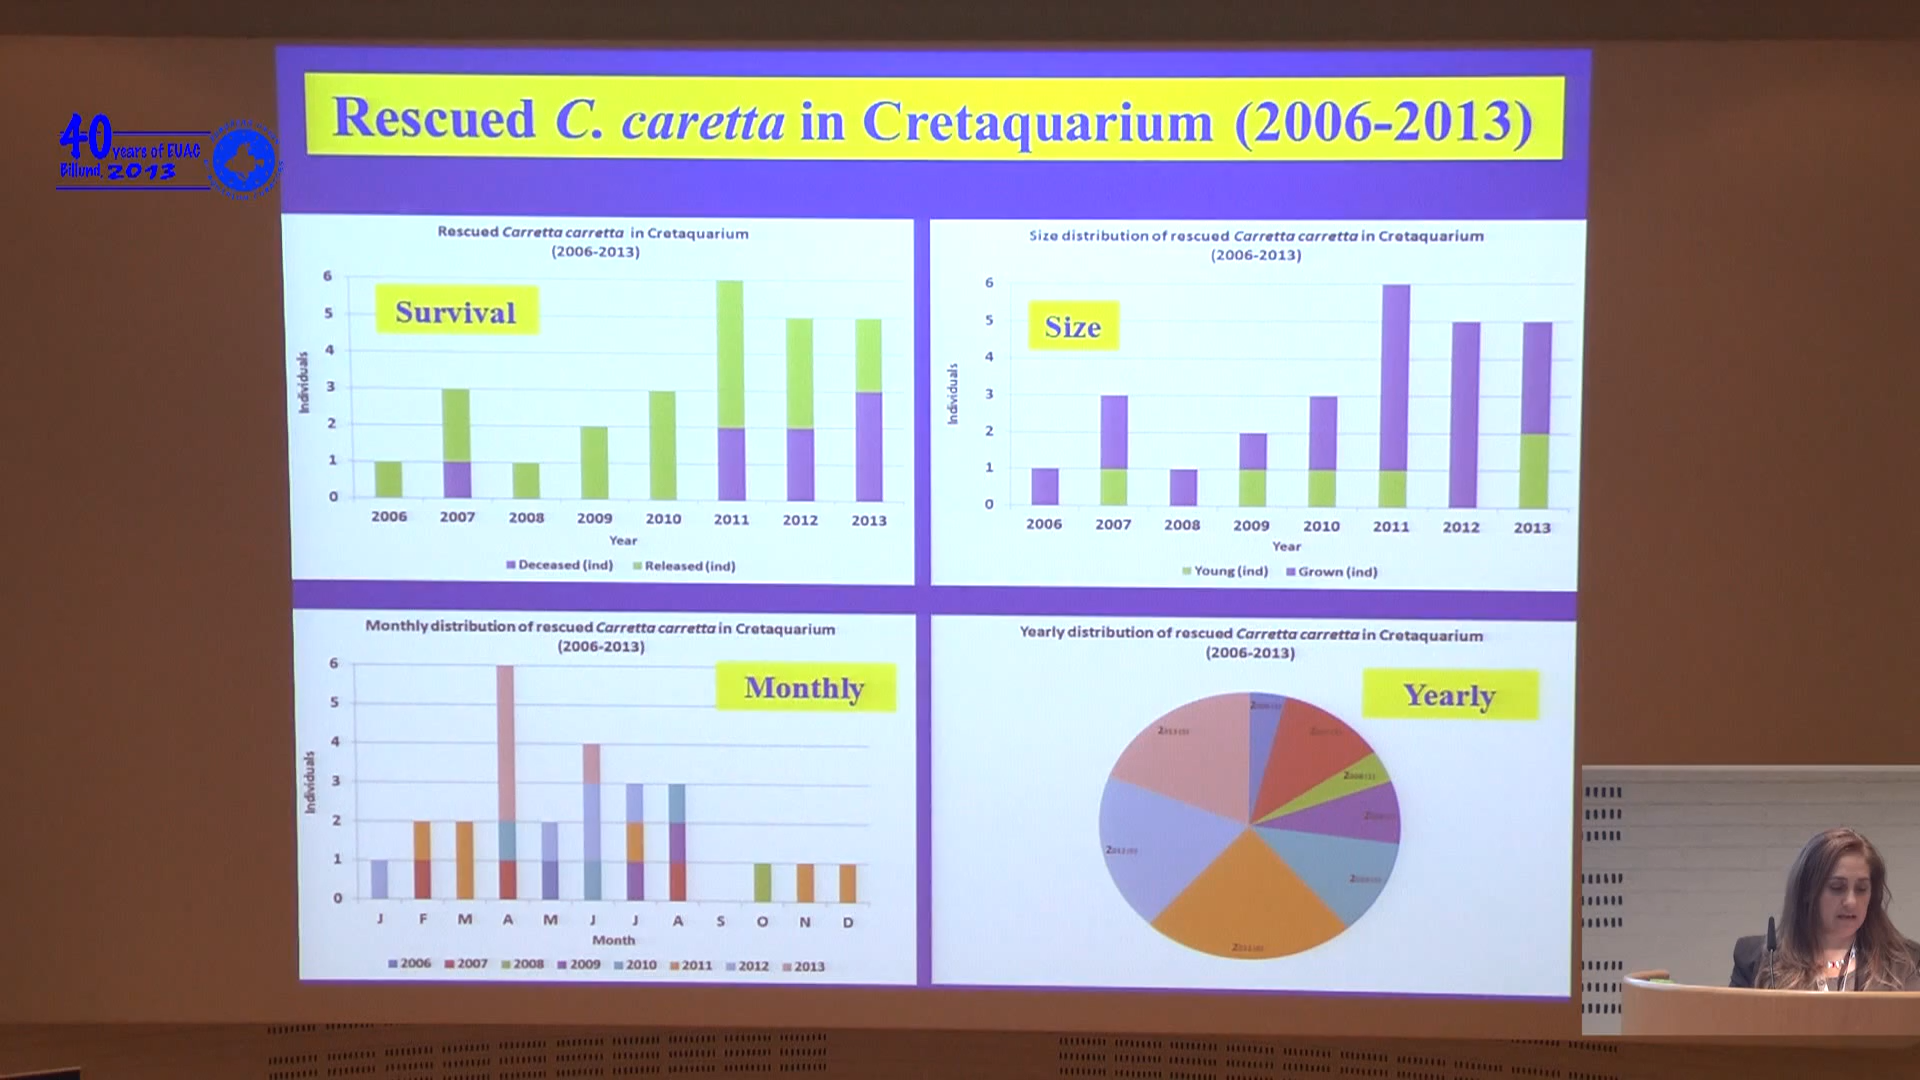 Rescued C. caretta in Cretaquarium (2006-2013)
40
years of EUAC
Billund, 2013
Rescued Carretta carretta in Cretaquarium
(2006-2013)
Survival
6
5
4
3
2
1
0
Individuals
2006 2007 2008 2009 2010 2011 2012 2013
Year
Deceased (ind) Released (ind)
Size distribution of rescued Carretta carretta in Cretaquarium
(2006-2013)
Size
6
5
4
3
2
1
0
Individuals
2006 2007 2008 2009 2010 2011 2012 2013
Year
Young (ind) Grown (ind)
Monthly distribution of rescued Carretta carretta in Cretaquarium
(2006-2013)
Monthly
6
5
4
3
2
1
0
Individuals
J F M A M J J A S O N D
Month
2006 2007 2008 2009 2010 2011 2012 2013
Yearly distribution of rescued Carretta carretta in Cretaquarium
(2006-2013)
Yearly